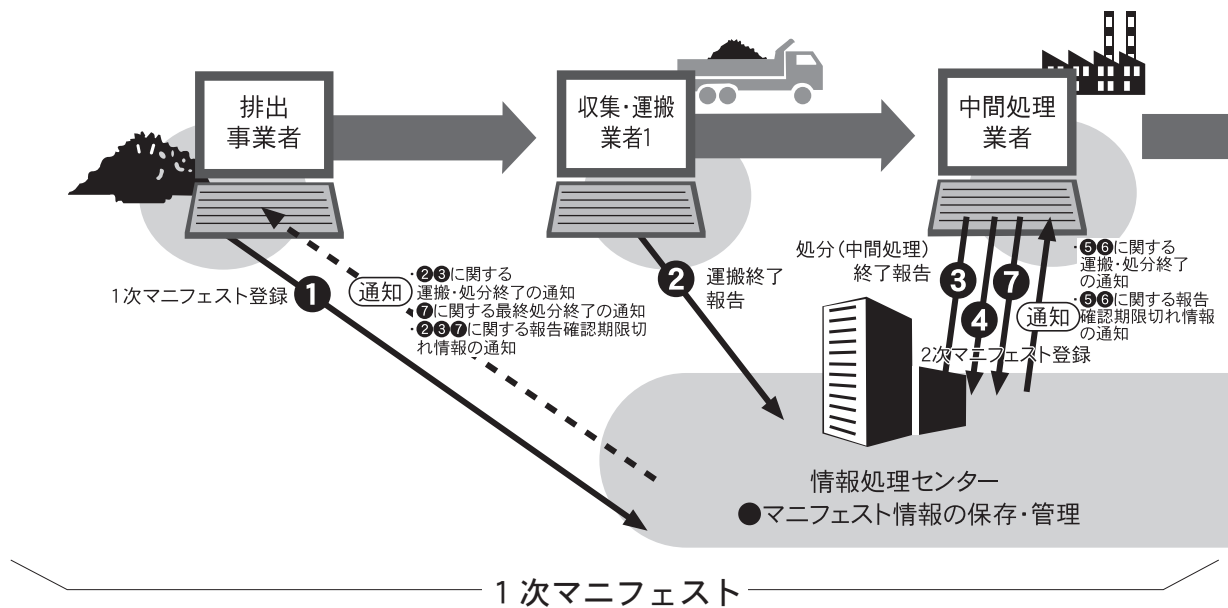 排出
事業者
収集・運搬
業者1
中間処理
業者
1次マニフェスト登録 ❶
通知
・❷❸に関する
運搬・処分終了の通知
・❼に関する最終処分終了の通知
・❷❸❼に関する報告確認期限切
れ情報の通知
❷ 運搬終了
報告
処分(中間処理)
終了報告
❸
❹
❼
2次マニフェスト登録
通知
・❺❻に関する
運搬・処分終了
の通知
・❺❻に関する報告
確認期限切れ情報
の通知
情報処理センター
●マニフェスト情報の保存・管理
1次マニフェスト